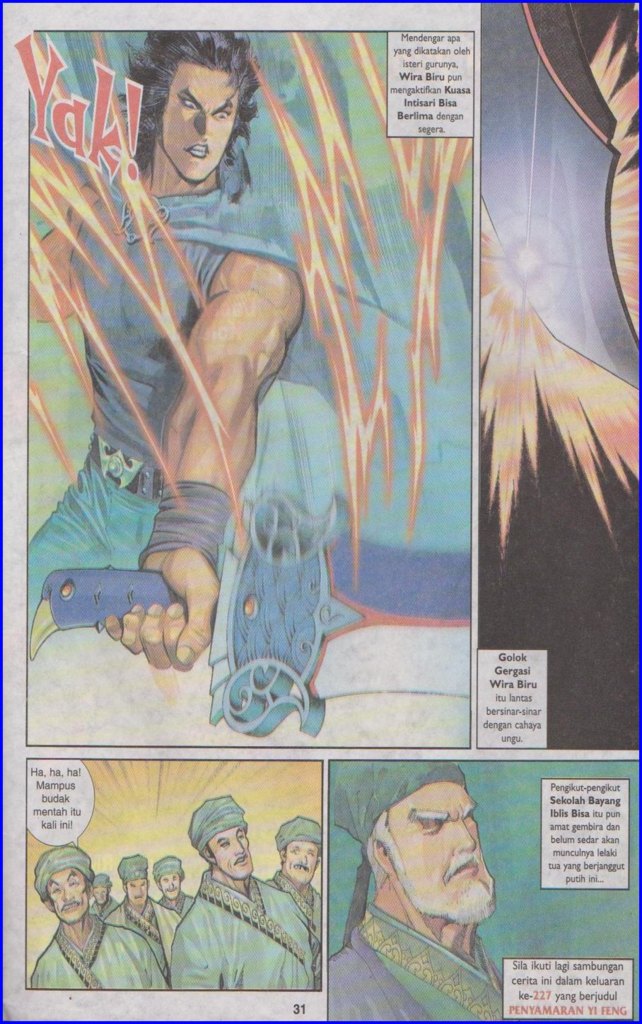 Yak!
Mendengar apa
yang dikatakan oleh
isteri gurunya,
Wira Biru pun
mengaktifkan Kuasa
Intisari Bisa
Berlima dengan
segera.
Golok
Gergasi
Wira Biru
itu lantas
bersinar-sinar
dengan cahaya
ungu.
Ha, ha, ha!
Mampus
budak
mentah itu
kali ini!
Pengikut-pengikut
Sekolah Bayang
Iblis Bisa itu pun
amat gembira dan
belum sedar akan
munculnya lelaki
tua yang berjanggut
putih ini...
Sila ikuti lagi sambungan
cerita ini dalam keluaran
ke-227 yang berjudul
PENYAMARAN YI FENG
31